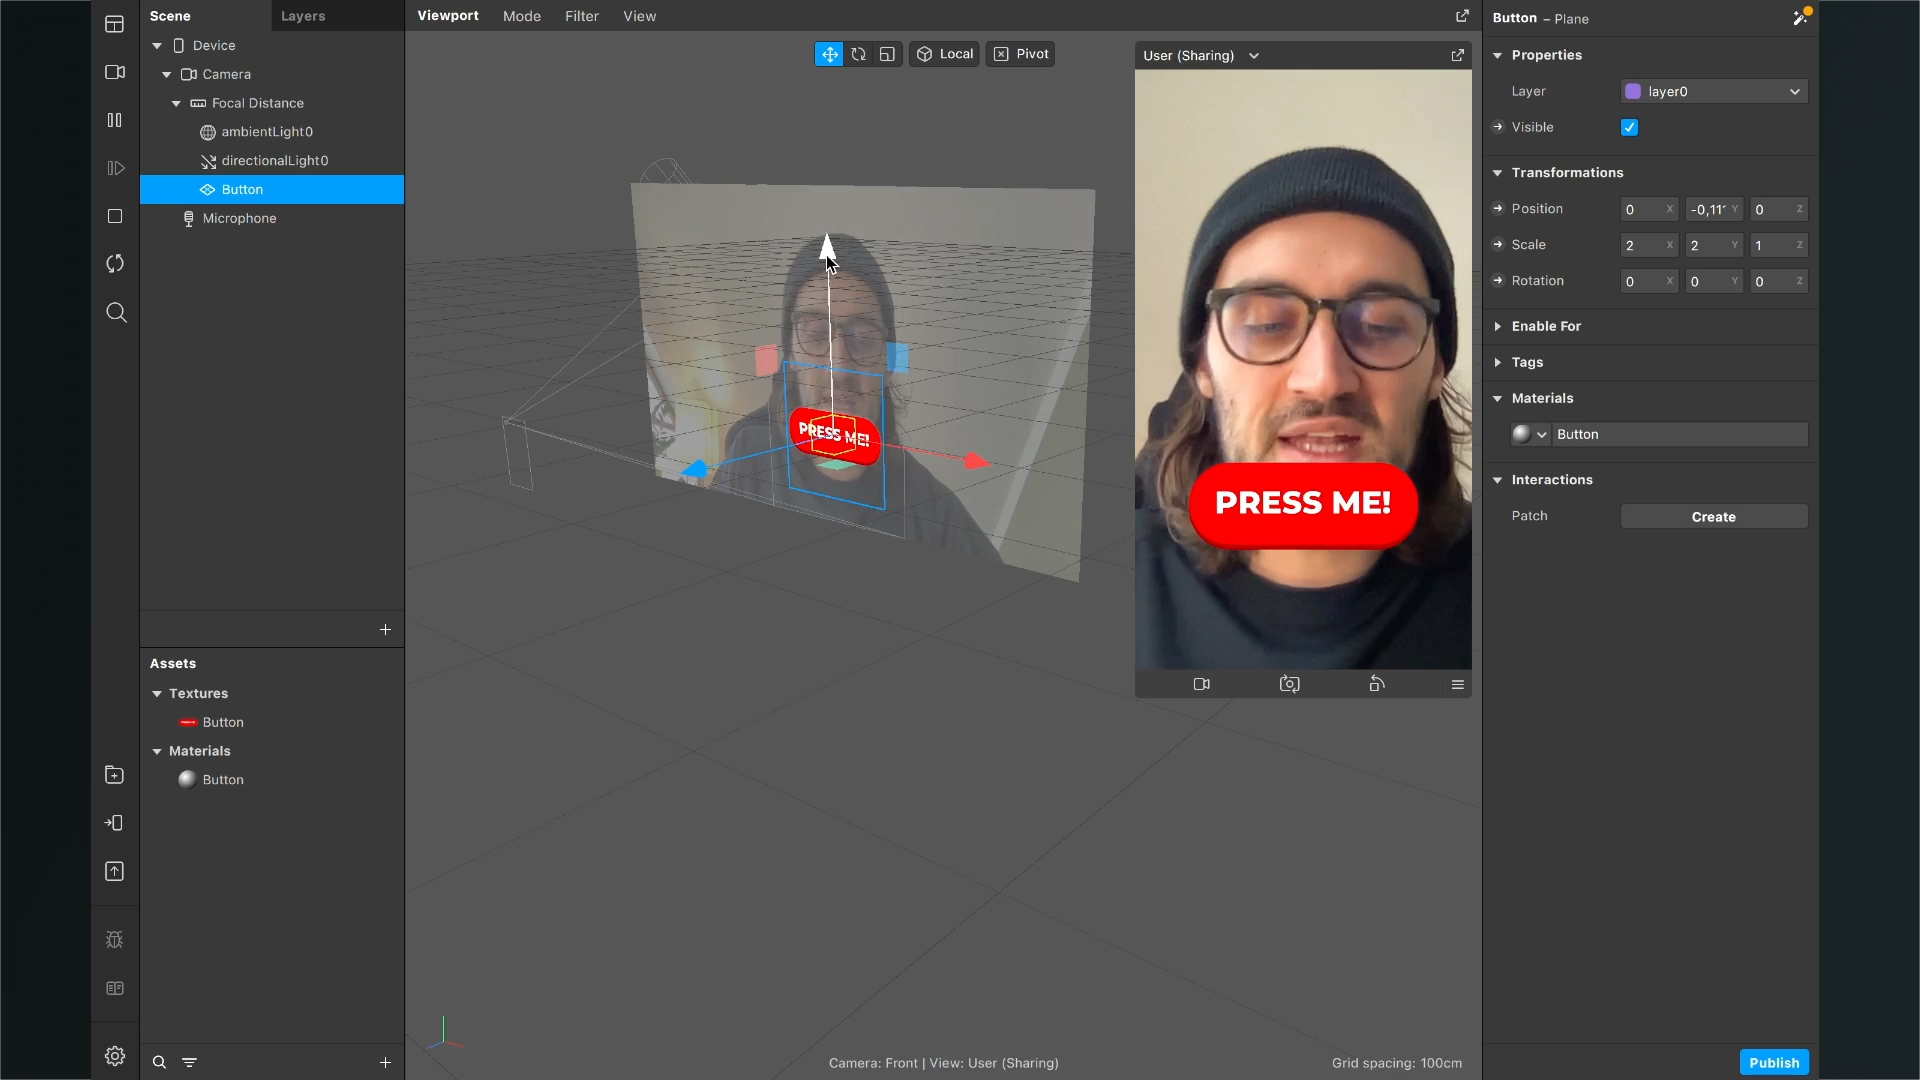 Scene
Layers
Device
Camera
Focal Distance
ambientLight0
directionalLight0
Button
Microphone
Assets
Textures
Button
Materials
Button
Viewport
Mode
Filter
View
Local
Pivot
PRESS ME!
Camera: Front | View: User (Sharing)
Grid spacing: 100cm
User (Sharing)
PRESS ME!
Button – Plane
Properties
Layer
layer0
Visible
Transformations
Position 0 X -0,11 Y 0 Z
Scale 2 X 2 Y 1 Z
Rotation 0 X 0 Y 0 Z
Enable For
Tags
Materials
Button
Interactions
Patch
Create
Publish